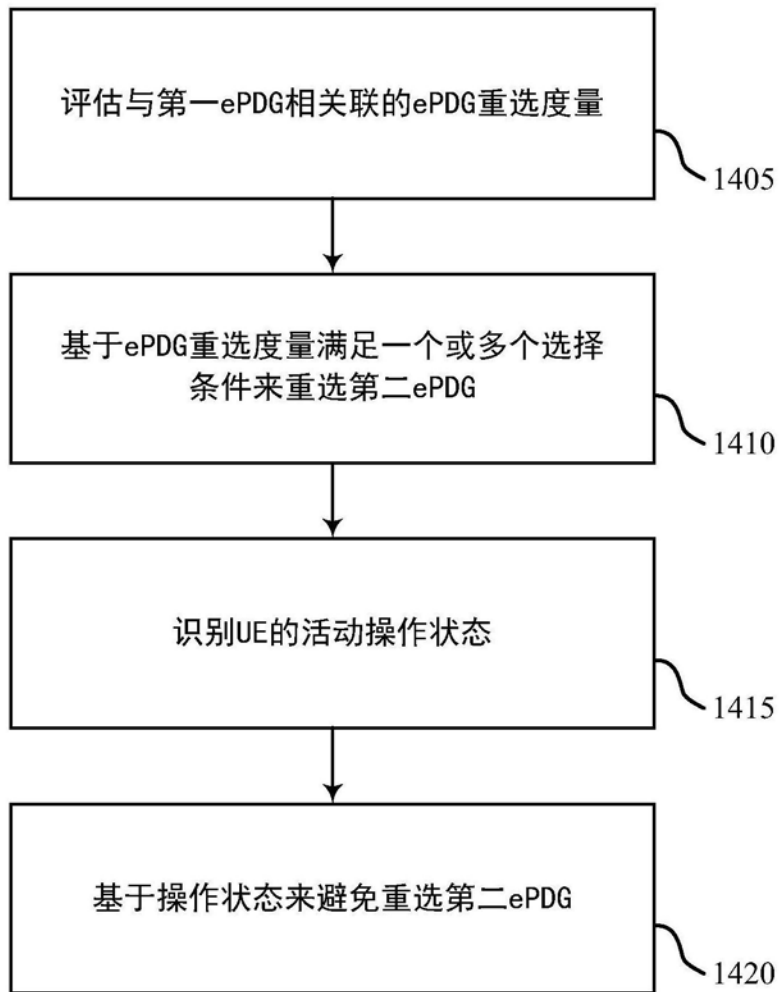 评估与第一ePDG相关联的ePDG重选度量
1405
基于ePDG重选度量满足一个或多个选择
条件来重选第二ePDG
1410
识别UE的活动操作状态
1415
基于操作状态来避免重选第二ePDG
1420